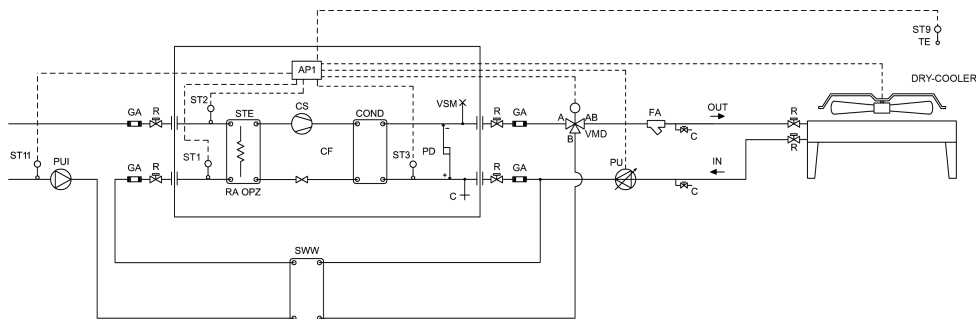 ST9
TE
AP1
DRY-COOLER
ST2
CS
VSM
GA
R
STE
COND
R
GA
A
AB
FA
OUT
R
VMD
C
B
CF
ST11
PUI
ST1
ST3
PD
GA
R
R
GA
PU
IN
R
C
RA OPZ
C
SWW